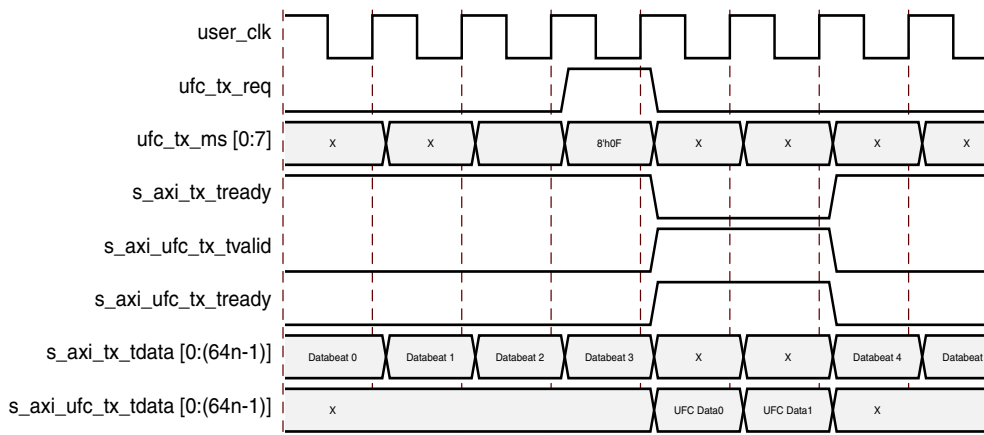 user_clk
ufc_tx_req
ufc_tx_ms [0:7] X X 8'h0F X X X X
s_axi_tx_tready
s_axi_ufc_tx_tvalid
s_axi_ufc_tx_tready
s_axi_tx_tdata [0:(64n-1)] Databeat 0 Databeat 1 Databeat 2 Databeat 3 X X Databeat 4 Databeat
s_axi_ufc_tx_tdata [0:(64n-1)] X UFC Data0 UFC Data1 X